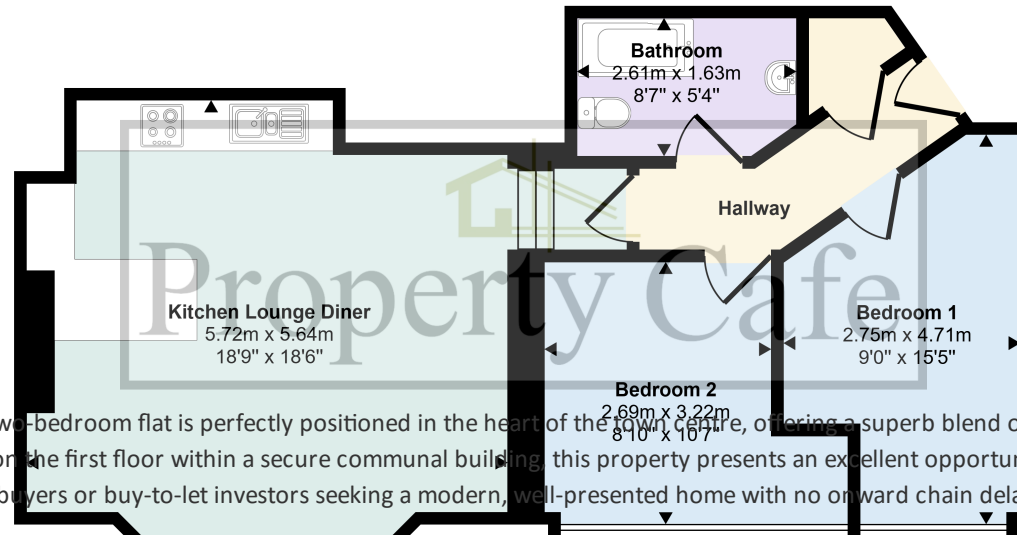 Bathroom
2.61m x 1.63m
8'7" x 5'4"
Hallway
Property Cafe
Kitchen Lounge Diner
5.72m x 5.64m
18'9" x 18'6"
Bedroom 1
2.75m x 4.71m
9'0" x 15'5"
Bedroom 2
2.69m x 3.22m
8'10" x 10'7"
wo-bedroom flat is perfectly positioned in the heart of the town centre, offering a superb blend o
on the first floor within a secure communal building, this property presents an excellent opportun
buyers or buy-to-let investors seeking a modern, well-presented home with no onward chain dela